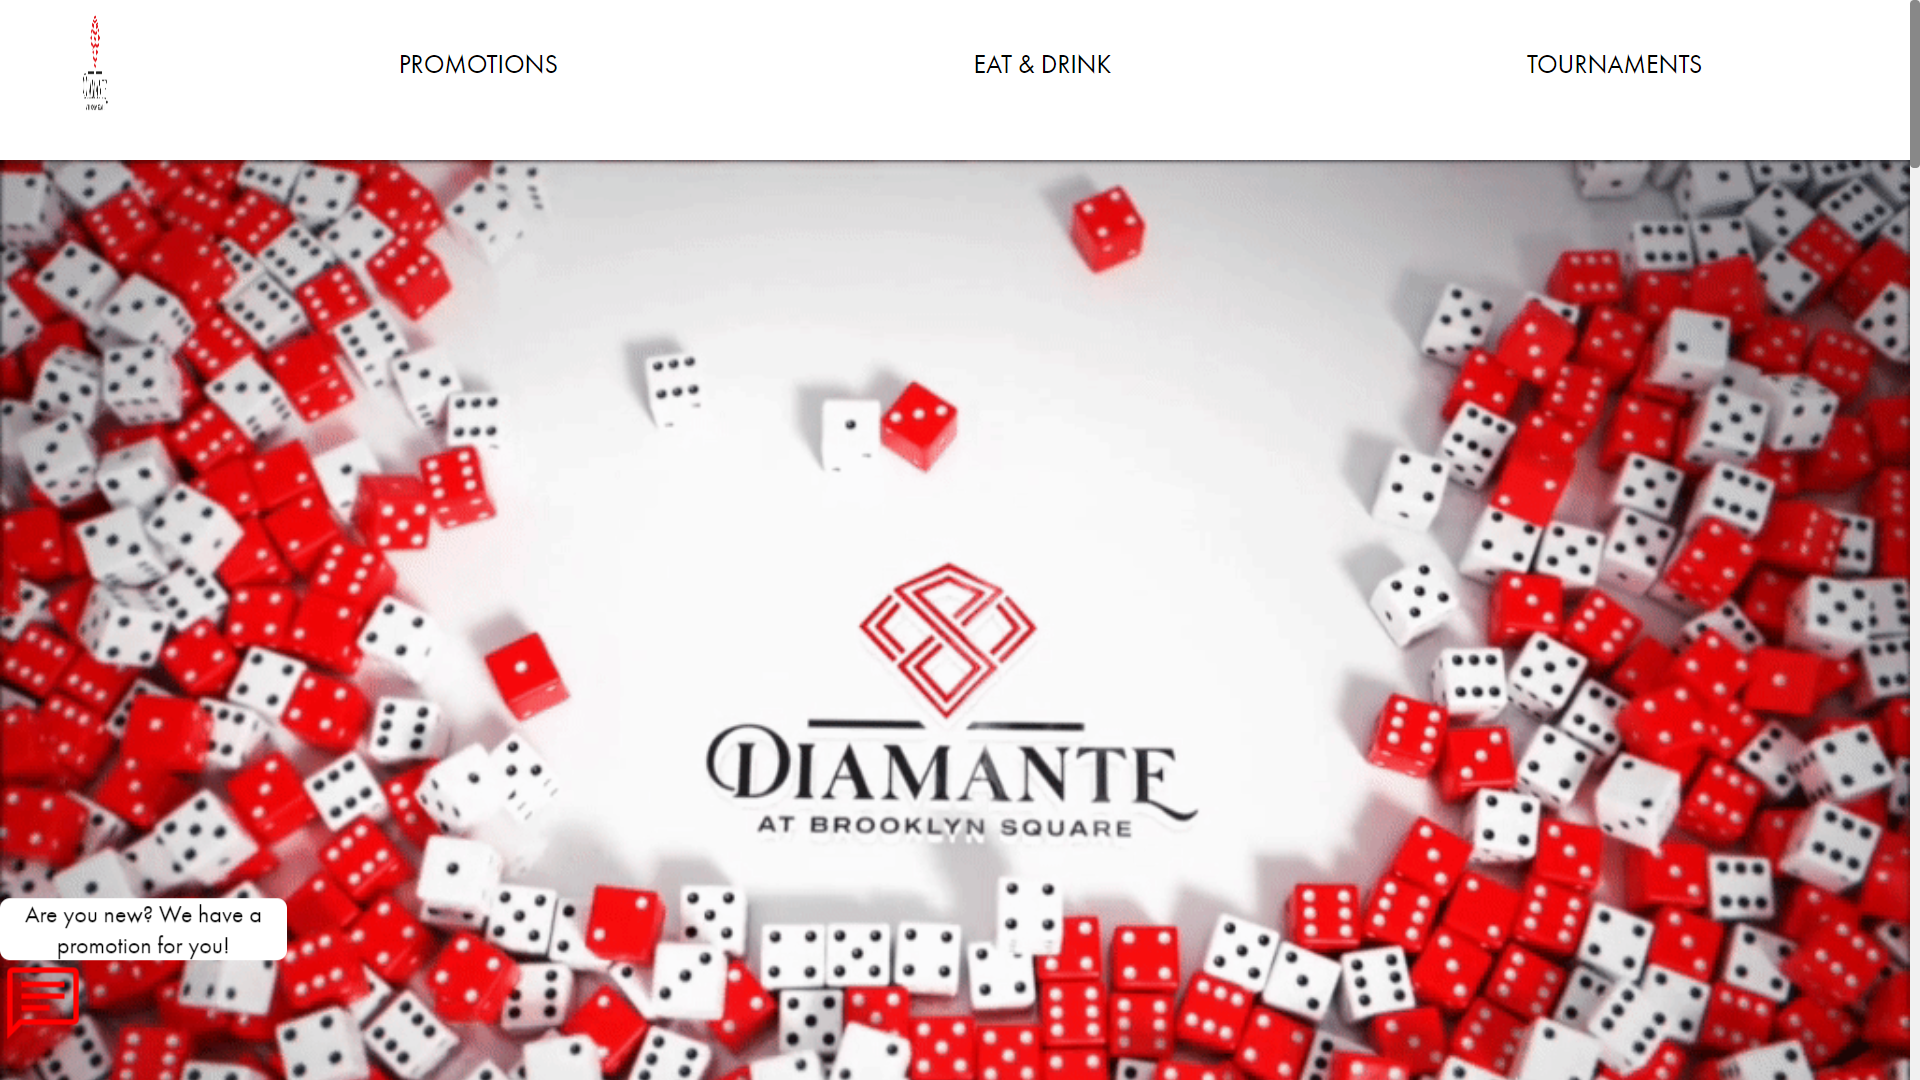 PROMOTIONS
EAT & DRINK
TOURNAMENTS
DIAMANTE
AT BROOKLYN SQUARE
Are you new? We have a
promotion for you!